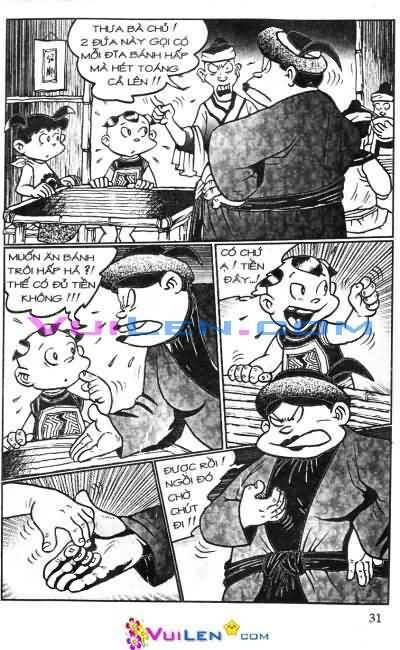 THƯA BÀ CHỦ!
2 ĐỨA NÀY GỌI CÓ
MỖI ĐĨA BÁNH HẤP
MÀ HÉT TOÁNG
CẢ LÊN!!
MUỐN ĂN BÁNH
TRÔI HẤP HẢ?!
THẾ CÓ ĐỦ TIỀN
KHÔNG!!!
CÓ CHỨ
Ạ! TIỀN
ĐÂY...
VUILEN.COM
ĐƯỢC RỒI!
NGỒI ĐÓ
CHỜ
CHÚT
ĐI!!
31
VUILEN.COM